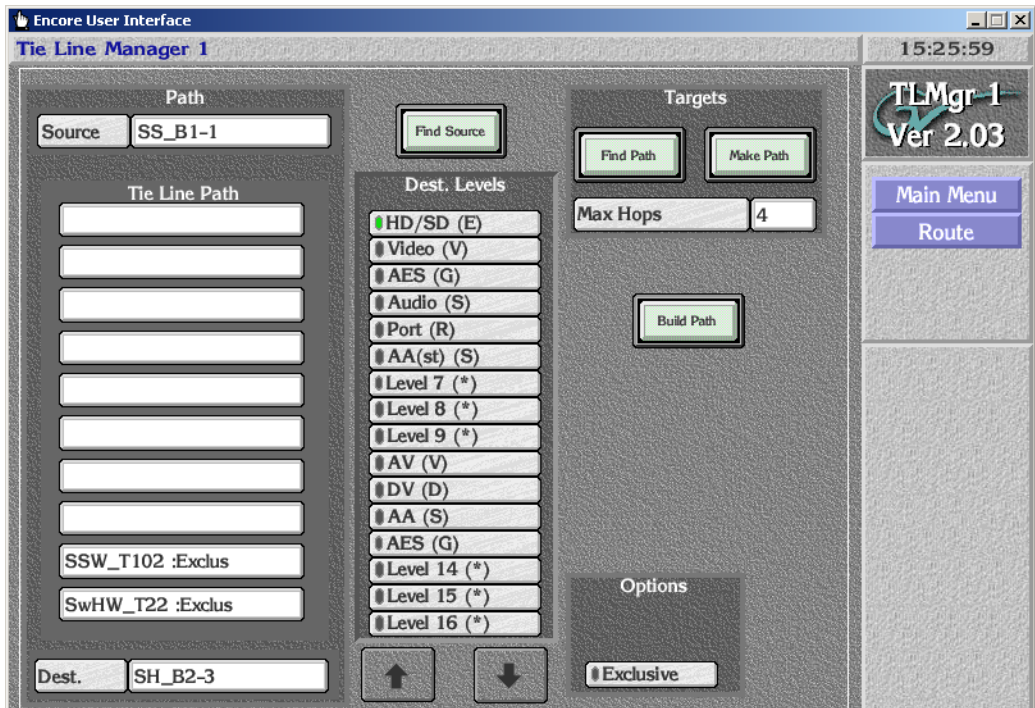 Encore User Interface
Tie Line Manager 1
15:25:59
Path
Source SS_B1-1
Tie Line Path
SSW_T102 :Exclus
SwHW_T22 :Exclus
Dest. SH_B2-3
Find Source
Dest. Levels
HD/SD (E)
Video (V)
AES (G)
Audio (S)
Port (R)
AA(st) (S)
Level 7 (*)
Level 8 (*)
Level 9 (*)
AV (V)
DV (D)
AA (S)
AES (G)
Level 14 (*)
Level 15 (*)
Level 16 (*)
Targets
Find Path
Make Path
Max Hops 4
Build Path
Options
Exclusive
TLMgr-1
Ver 2.03
Main Menu
Route